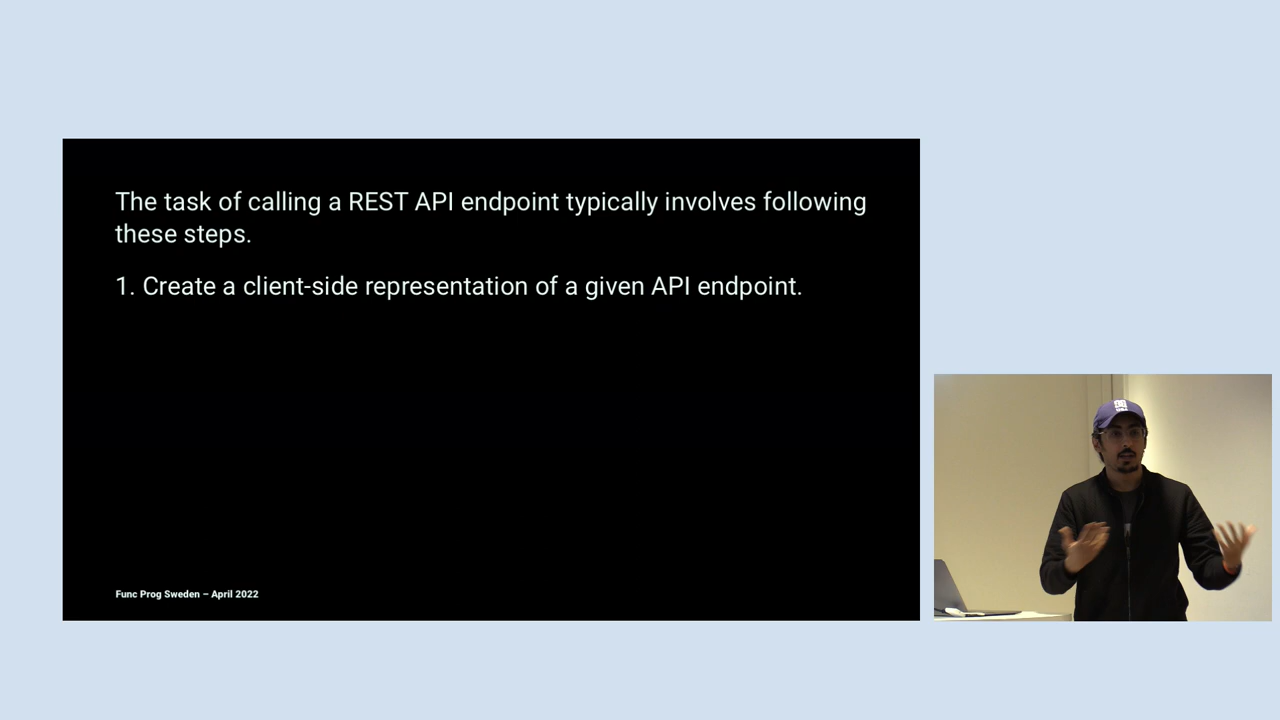 The task of calling a REST API endpoint typically involves following
these steps.
1. Create a client-side representation of a given API endpoint.
Func Prog Sweden – April 2022